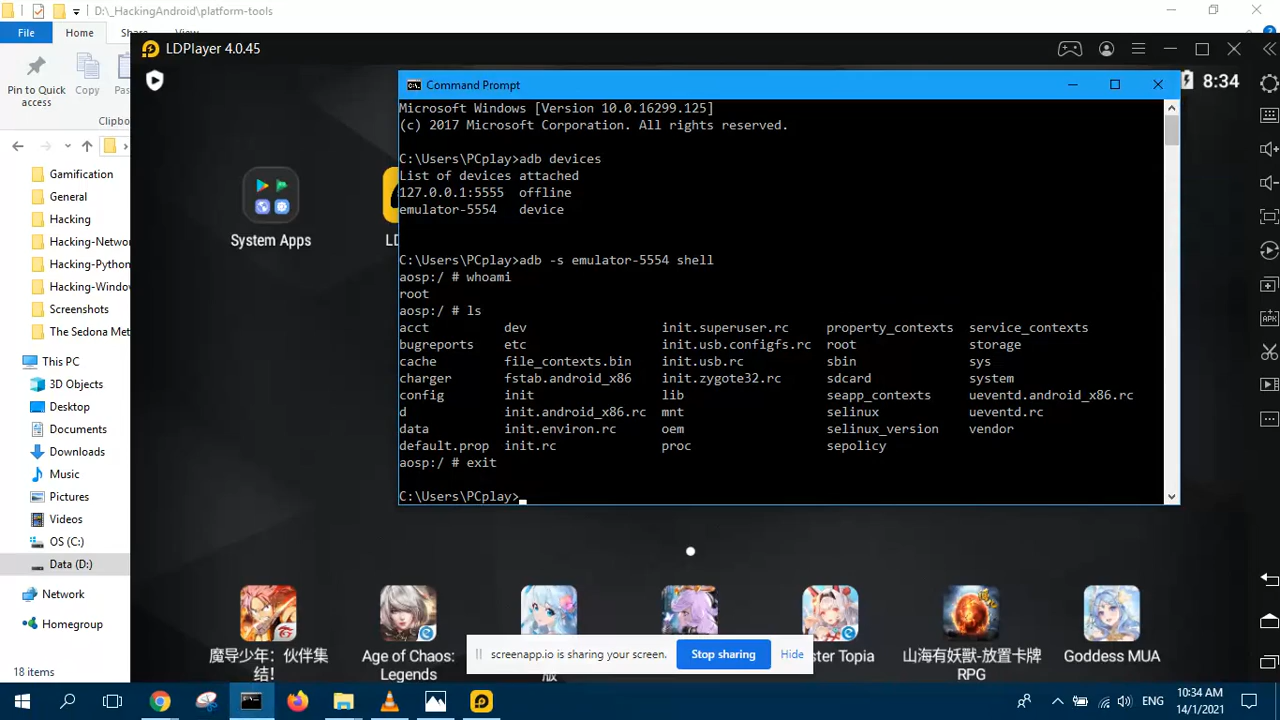 D:\_HackingAndroid\platform-tools
File
Home
Share
View
LDPlayer 4.0.45
Pin to Quick access
Copy
Clipbo
8:34
Command Prompt
Microsoft Windows [Version 10.0.16299.125]
(c) 2017 Microsoft Corporation. All rights reserved.
C:\Users\PCplay>adb devices
List of devices attached
127.0.0.1:5555  offline
emulator-5554   device
C:\Users\PCplay>adb -s emulator-5554 shell
aosp:/ # whoami
root
aosp:/ # ls
acct dev init.superuser.rc property_contexts service_contexts
bugreports etc init.usb.configfs.rc root storage
cache file_contexts.bin init.usb.rc sbin sys
charger fstab.android_x86 init.zygote32.rc sdcard system
config init lib seapp_contexts ueventd.android_x86.rc
d init.android_x86.rc mnt selinux ueventd.rc
data init.environ.rc oem selinux_version vendor
default.prop init.rc proc sepolicy
aosp:/ # exit
C:\Users\PCplay>
Gamification
General
Hacking
Hacking-Netwo
Hacking-Python
Hacking-Window
Screenshots
The Sedona Met
This PC
3D Objects
Desktop
Documents
Downloads
Music
Pictures
Videos
OS (C:)
Data (D:)
Network
Homegroup
18 items
System Apps
LD
APK
魔导少年：伙伴集
结！
Age of Chaos:
Legends
版
ster Topia
山海有妖獸-放置卡牌
RPG
Goddess MUA
screenapp.io is sharing your screen.
Stop sharing
Hide
ENG
10:34 AM
14/1/2021